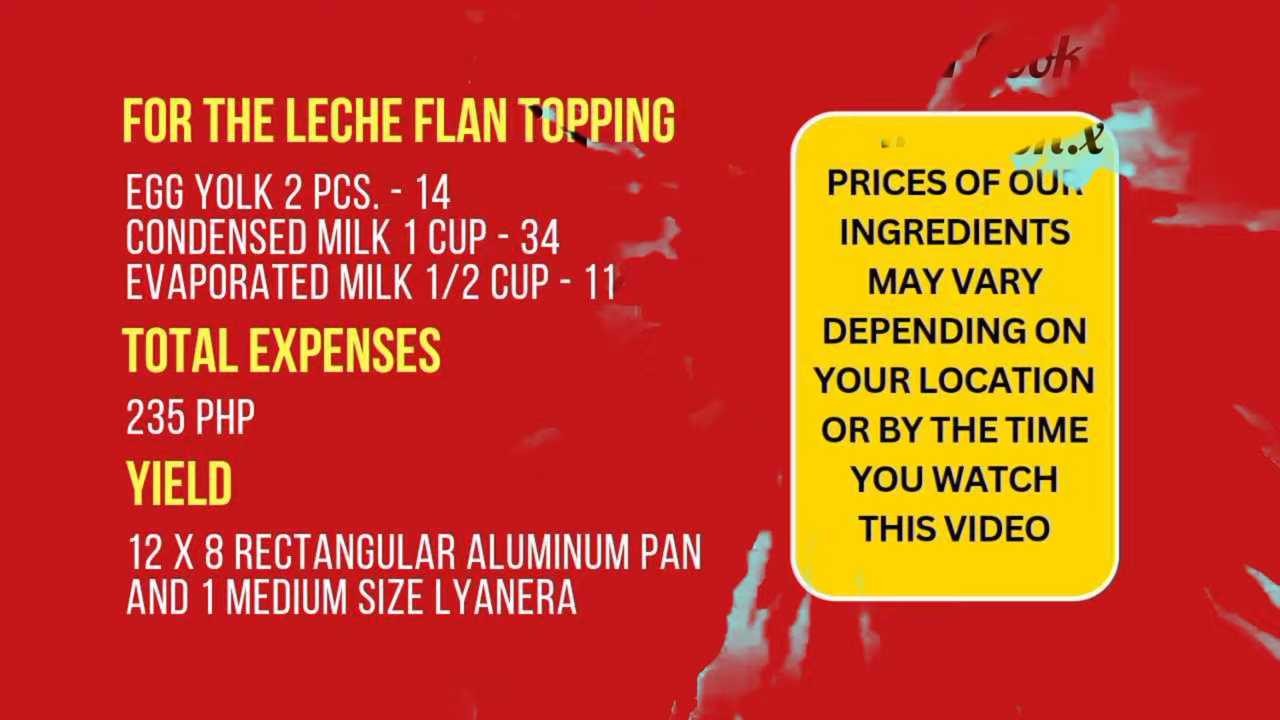 FOR THE LECHE FLAN TOPPING
EGG YOLK 2 PCS. - 14
CONDENSED MILK 1 CUP - 34
EVAPORATED MILK 1/2 CUP - 11
TOTAL EXPENSES
235 PHP
YIELD
12 X 8 RECTANGULAR ALUMINUM PAN
AND 1 MEDIUM SIZE LYANERA
PRICES OF OUR
INGREDIENTS
MAY VARY
DEPENDING ON
YOUR LOCATION
OR BY THE TIME
YOU WATCH
THIS VIDEO